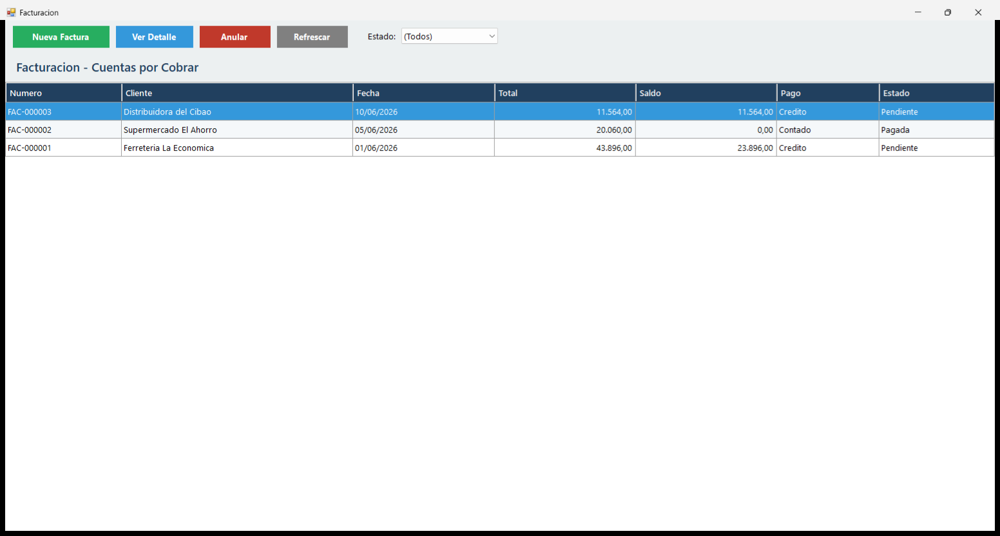 Facturacion
Nueva Factura Ver Detalle Anular Refrescar Estado: (Todos)
Facturacion - Cuentas por Cobrar
Numero Cliente Fecha Total Saldo Pago Estado
FAC-000003 Distribuidora del Cibao 10/06/2026 11.564,00 11.564,00 Credito Pendiente
FAC-000002 Supermercado El Ahorro 05/06/2026 20.060,00 0,00 Contado Pagada
FAC-000001 Ferreteria La Economica 01/06/2026 43.896,00 23.896,00 Credito Pendiente